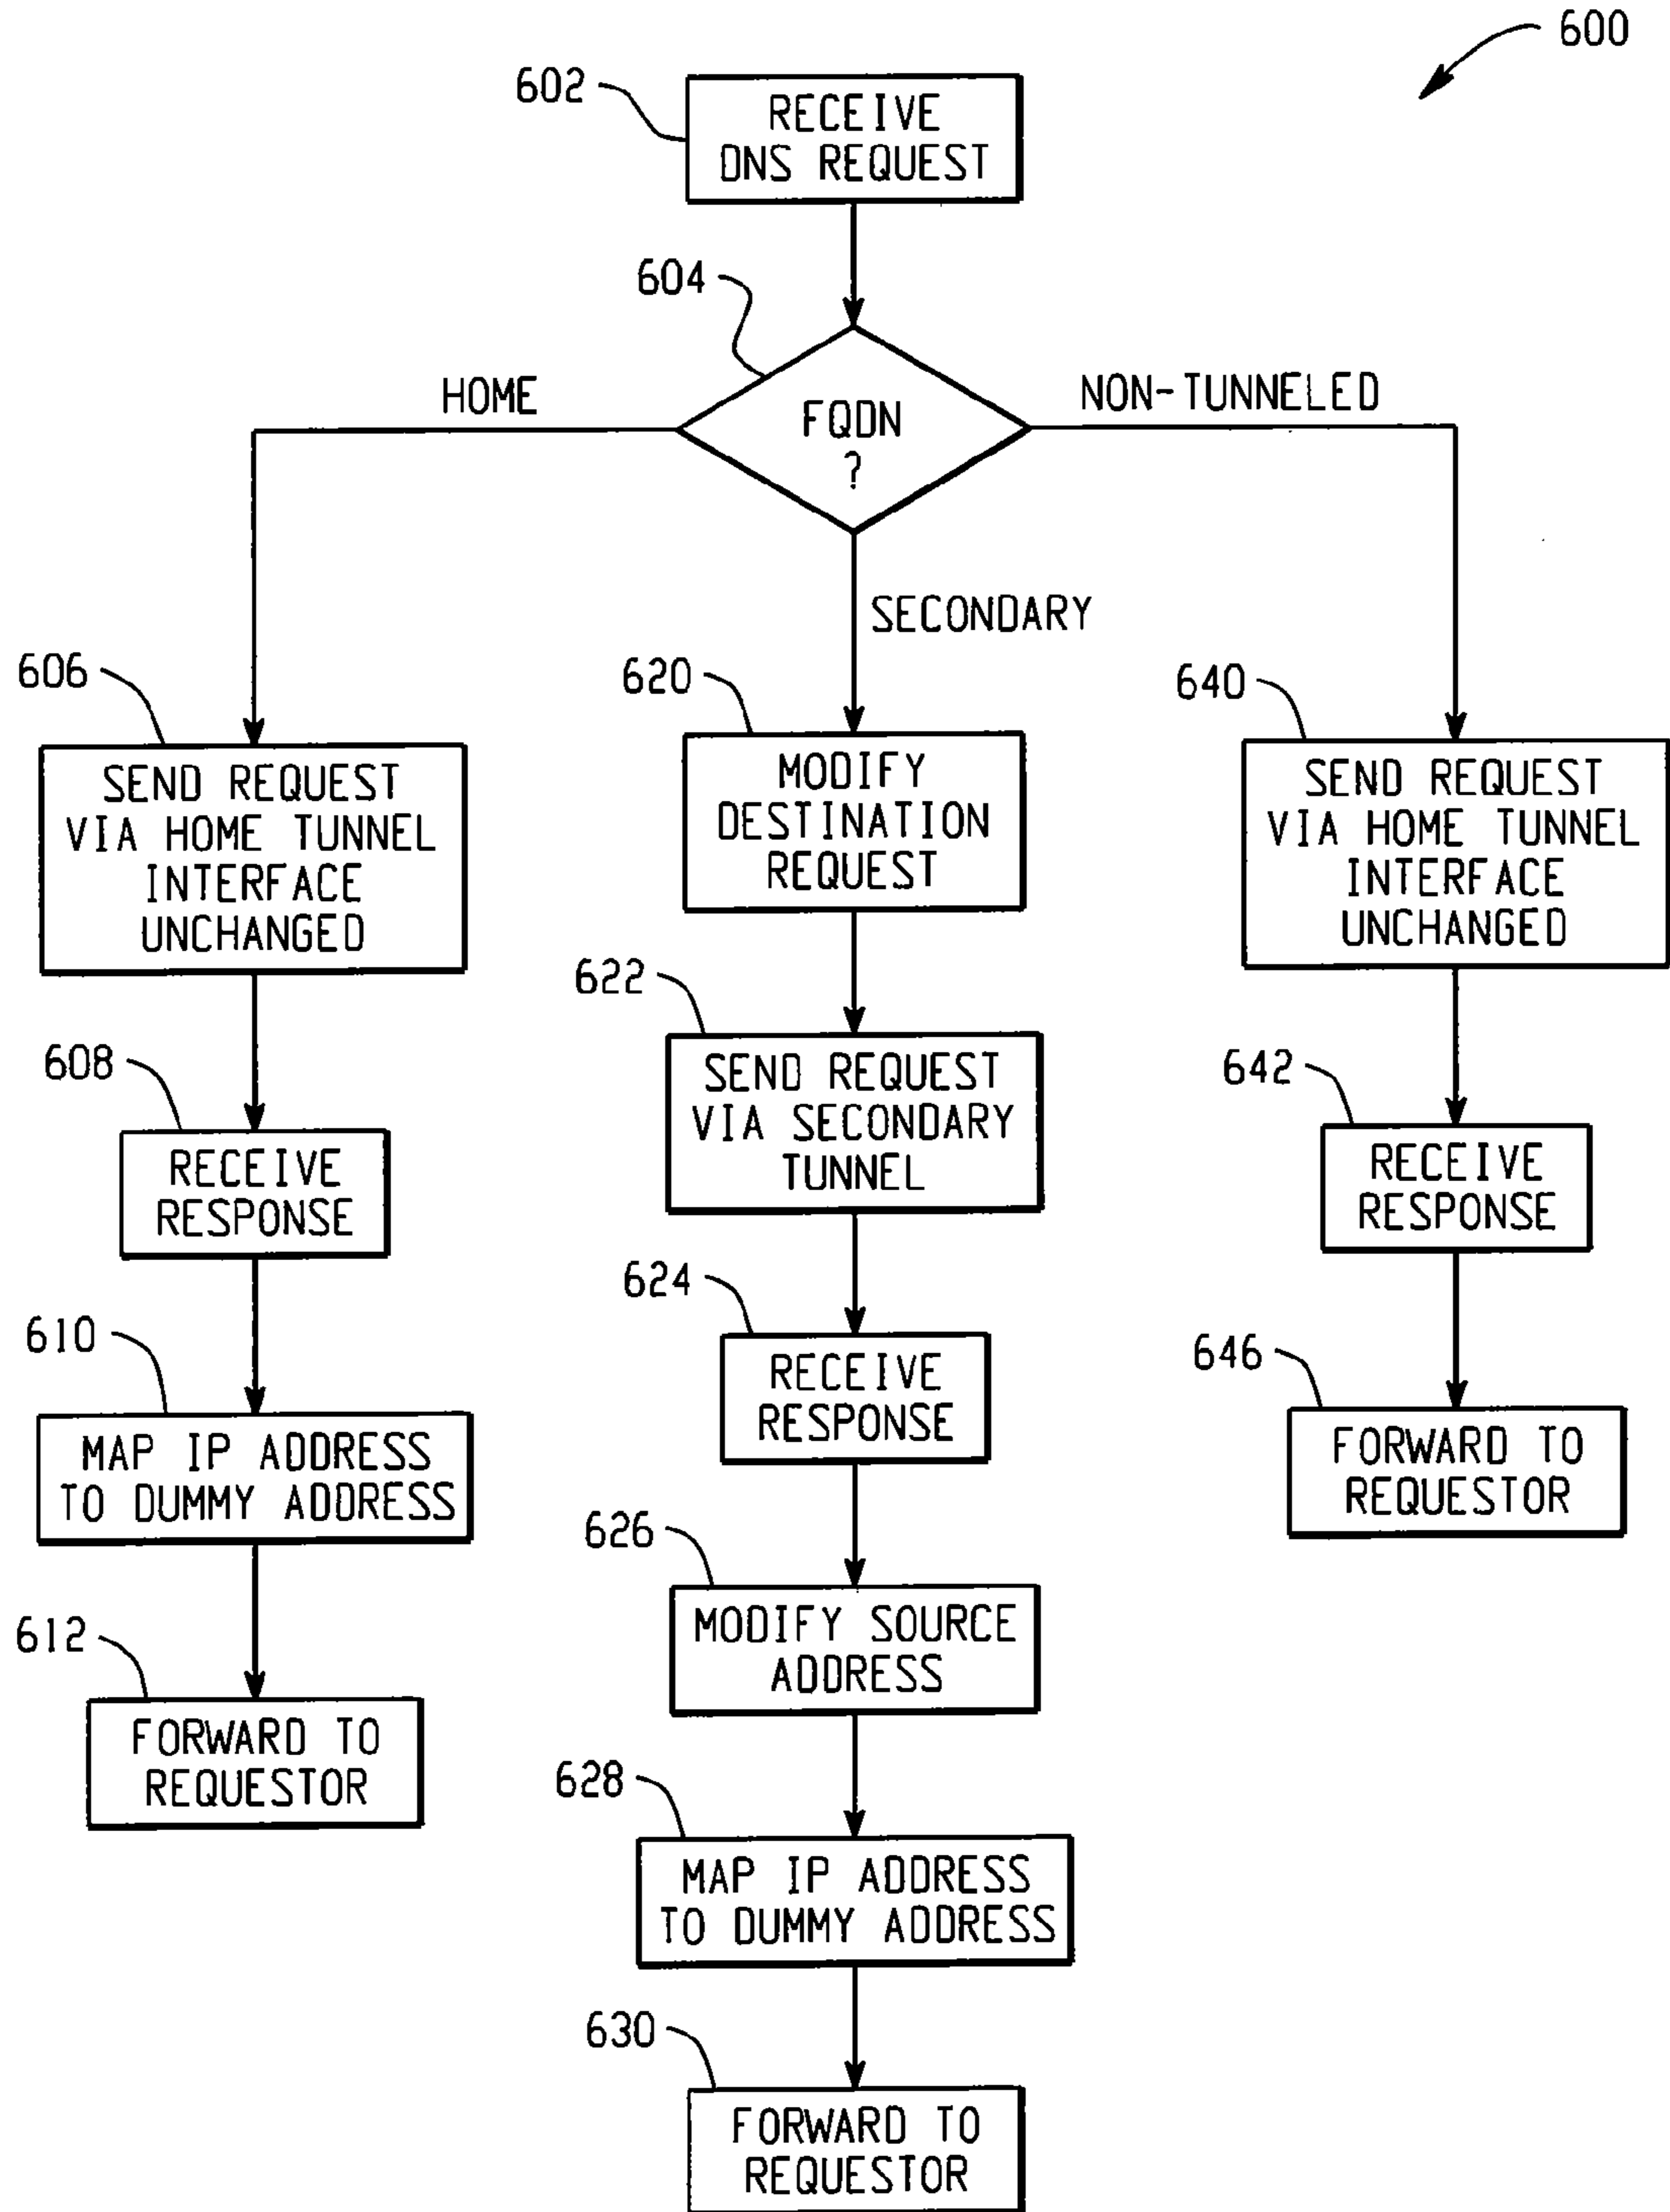 600
602
RECEIVE
DNS REQUEST
604
FQDN
?
HOME
NON-TUNNELED
SECONDARY
606
SEND REQUEST
VIA HOME TUNNEL
INTERFACE
UNCHANGED
608
RECEIVE
RESPONSE
610
MAP IP ADDRESS
TO DUMMY ADDRESS
612
FORWARD TO
REQUESTOR
620
MODIFY
DESTINATION
REQUEST
622
SEND REQUEST
VIA SECONDARY
TUNNEL
624
RECEIVE
RESPONSE
626
MODIFY SOURCE
ADDRESS
628
MAP IP ADDRESS
TO DUMMY ADDRESS
630
FORWARD TO
REQUESTOR
640
SEND REQUEST
VIA HOME TUNNEL
INTERFACE
UNCHANGED
642
RECEIVE
RESPONSE
646
FORWARD TO
REQUESTOR